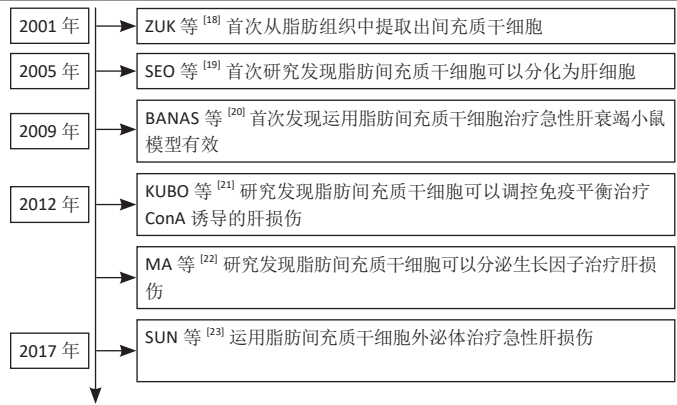 2001 年
ZUK 等 [18] 首次从脂肪组织中提取出间充质干细胞
2005 年
SEO 等 [19] 首次研究发现脂肪间充质干细胞可以分化为肝细胞
2009 年
BANAS 等 [20] 首次发现运用脂肪间充质干细胞治疗急性肝衰竭小鼠
模型有效
2012 年
KUBO 等 [21] 研究发现脂肪间充质干细胞可以调控免疫平衡治疗
ConA 诱导的肝损伤
MA 等 [22] 研究发现脂肪间充质干细胞可以分泌生长因子治疗肝损
伤
2017 年
SUN 等 [23] 运用脂肪间充质干细胞外泌体治疗急性肝损伤